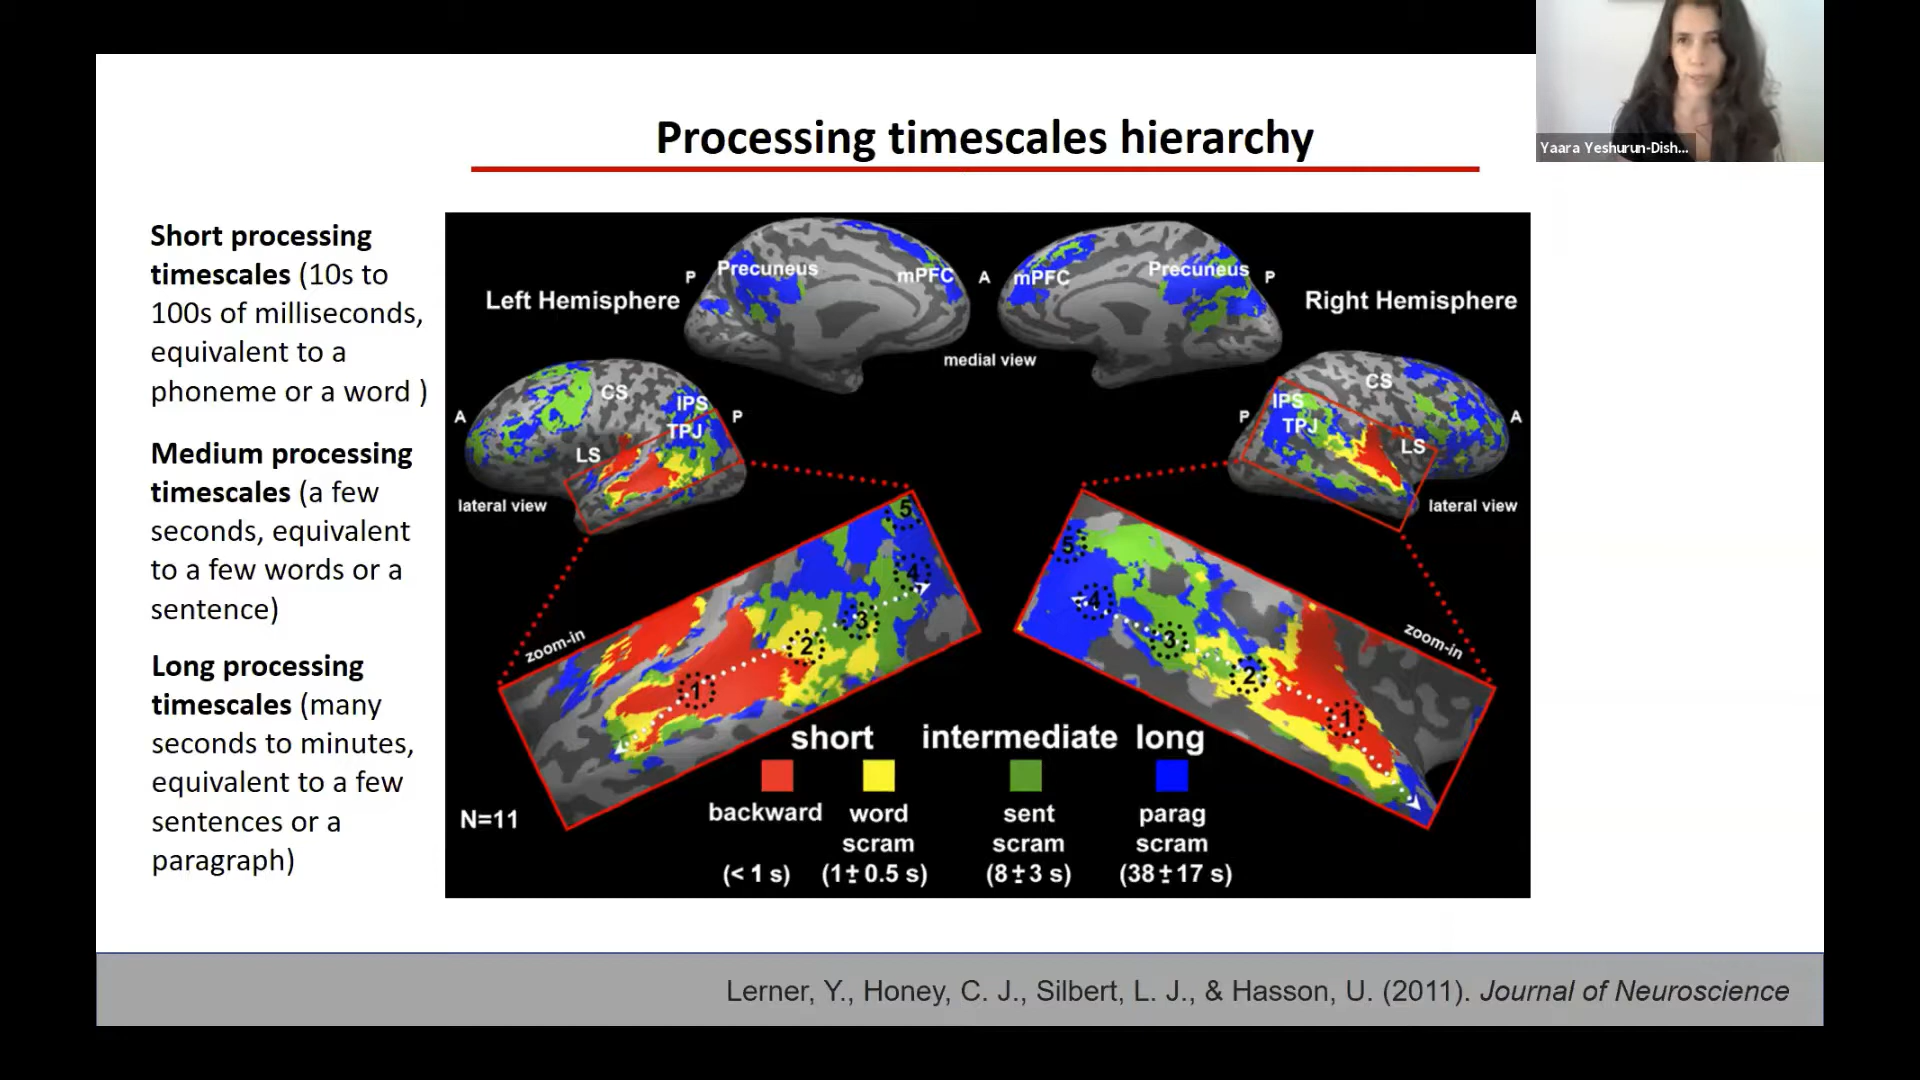 Processing timescales hierarchy
Yaara Yeshurun-Dish...
Short processing
timescales (10s to
100s of milliseconds,
equivalent to a
phoneme or a word )
Medium processing
timescales (a few
seconds, equivalent
to a few words or a
sentence)
Long processing
timescales (many
seconds to minutes,
equivalent to a few
sentences or a
paragraph)
Left Hemisphere
P
Precuneus
mPFC
A
mPFC
Precuneus
P
Right Hemisphere
medial view
A
CS
IPS
TPJ
P
LS
lateral view
P
IPS
TPJ
CS
LS
A
lateral view
zoom-in
1
2
3
4
5
zoom-in
5
4
3
2
1
short intermediate long
backward word sent parag
scram scram scram
(< 1 s) (1± 0.5 s) (8±3 s) (38±17 s)
N=11
Lerner, Y., Honey, C. J., Silbert, L. J., & Hasson, U. (2011). Journal of Neuroscience